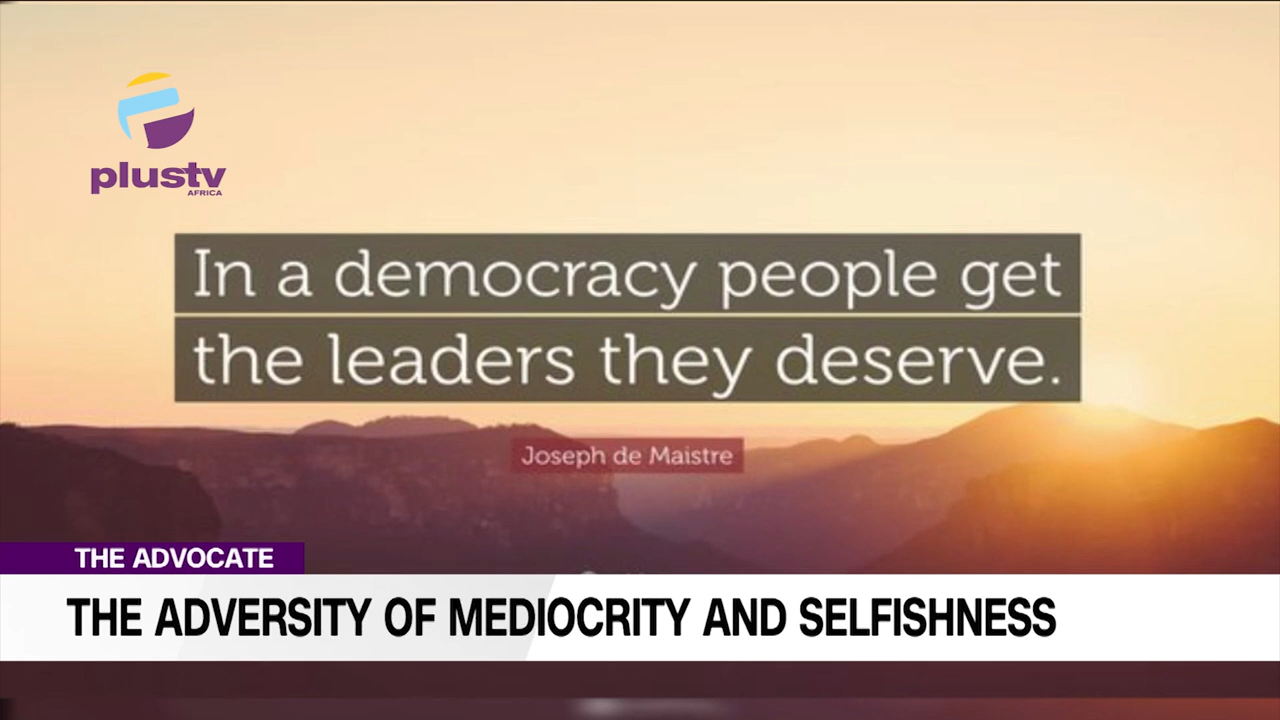 plustv
AFRICA
In a democracy people get
the leaders they deserve.
Joseph de Maistre
THE ADVOCATE
THE ADVERSITY OF MEDIOCRITY AND SELFISHNESS